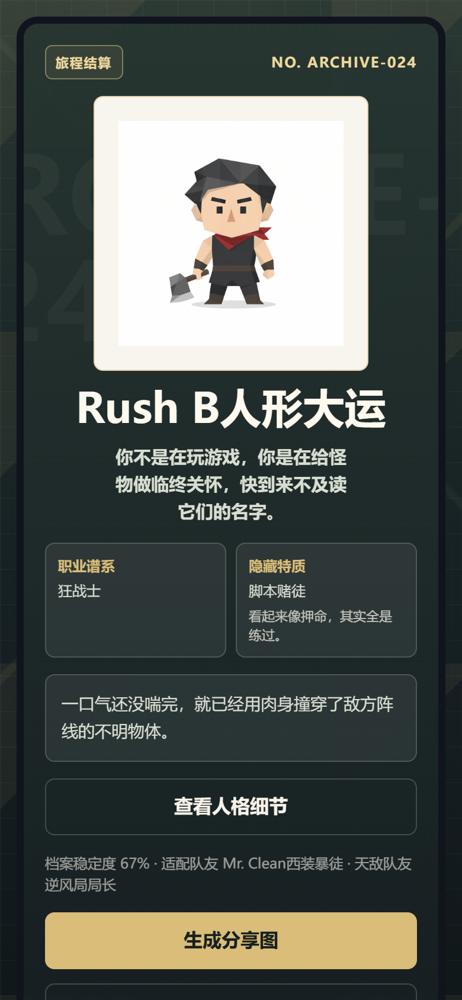 旅程结算
NO. ARCHIVE-024
Rush B人形大运
你不是在玩游戏，你是在给怪
物做临终关怀，快到来不及读
它们的名字。
职业谱系
狂战士
隐藏特质
脚本赌徒
看起来像押命，其实全是
练过。
一口气还没喘完，就已经用肉身撞穿了敌方阵
线的不明物体。
查看人格细节
档案稳定度 67% · 适配队友 Mr. Clean西装暴徒 · 天敌队友
逆风局局长
生成分享图